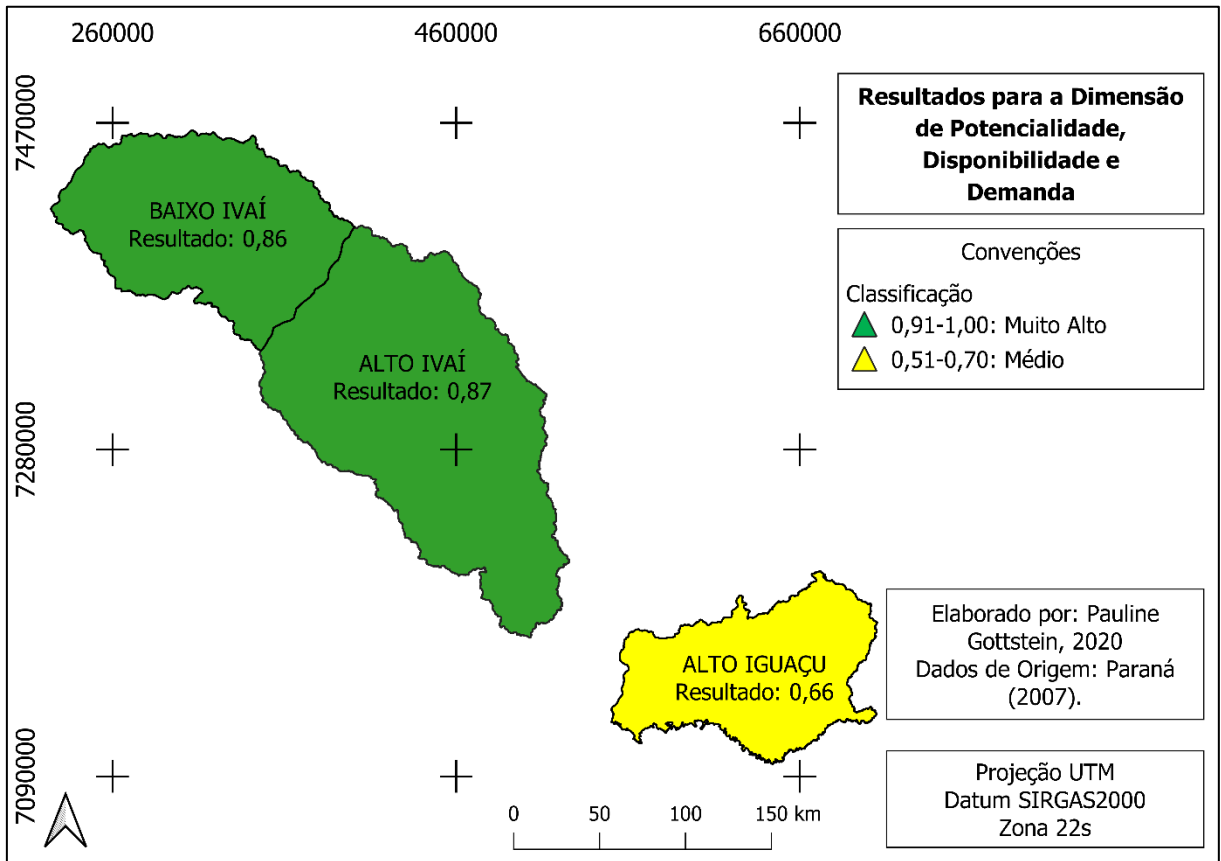 260000
460000
660000
7470000
7280000
7090000
Resultados para a Dimensão
de Potencialidade,
Disponibilidade e
Demanda
Convenções
Classificação
0,91-1,00: Muito Alto
0,51-0,70: Médio
BAIXO IVAÍ
Resultado: 0,86
ALTO IVAÍ
Resultado: 0,87
ALTO IGUAÇU
Resultado: 0,66
Elaborado por: Pauline
Gottstein, 2020
Dados de Origem: Paraná
(2007).
Projeção UTM
Datum SIRGAS2000
Zona 22s
0 50 100 150 km